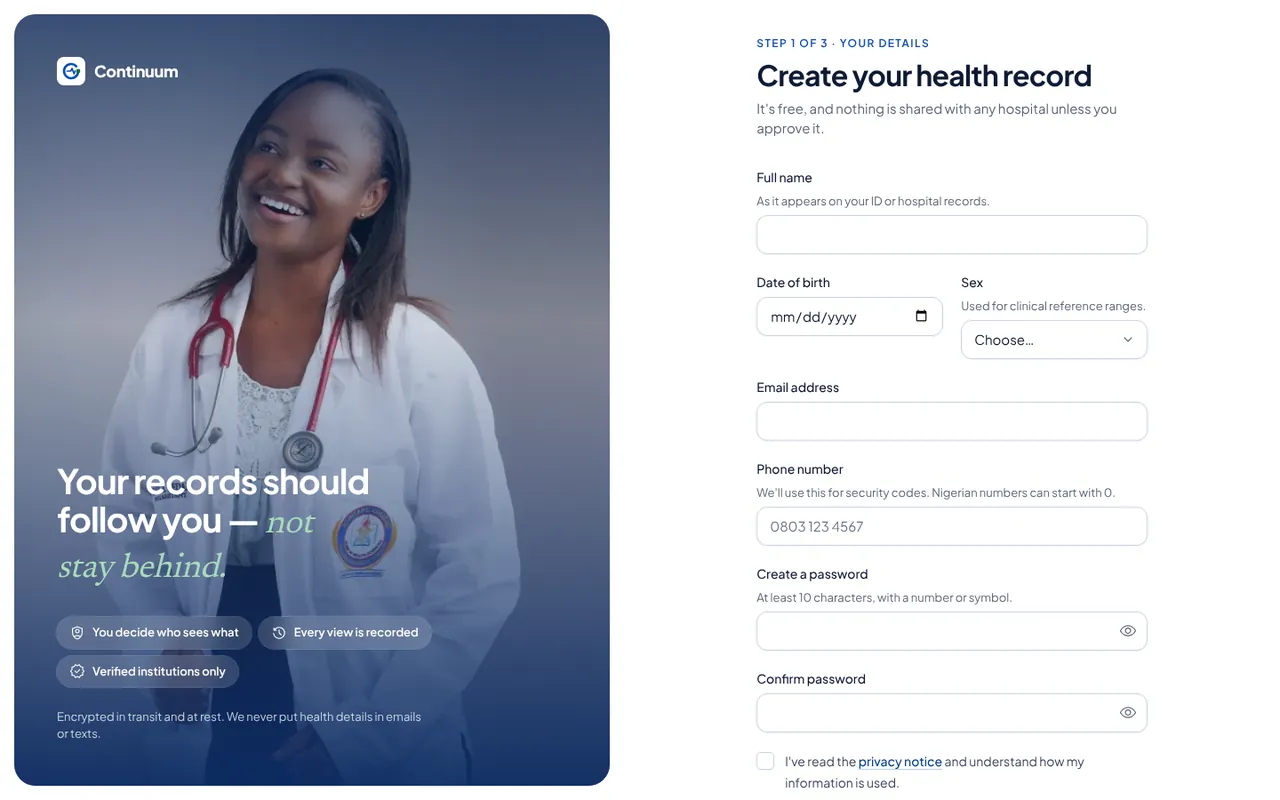 Continuum
Your records should
follow you — not
stay behind.
You decide who sees what
Every view is recorded
Verified institutions only
Encrypted in transit and at rest. We never put health details in emails
or texts.
STEP 1 OF 3 · YOUR DETAILS
Create your health record
It's free, and nothing is shared with any hospital unless you
approve it.
Full name
As it appears on your ID or hospital records.
Date of birth
mm/dd/yyyy
Sex
Used for clinical reference ranges.
Choose...
Email address
Phone number
We'll use this for security codes. Nigerian numbers can start with 0.
0803 123 4567
Create a password
At least 10 characters, with a number or symbol.
Confirm password
I've read the privacy notice and understand how my
information is used.